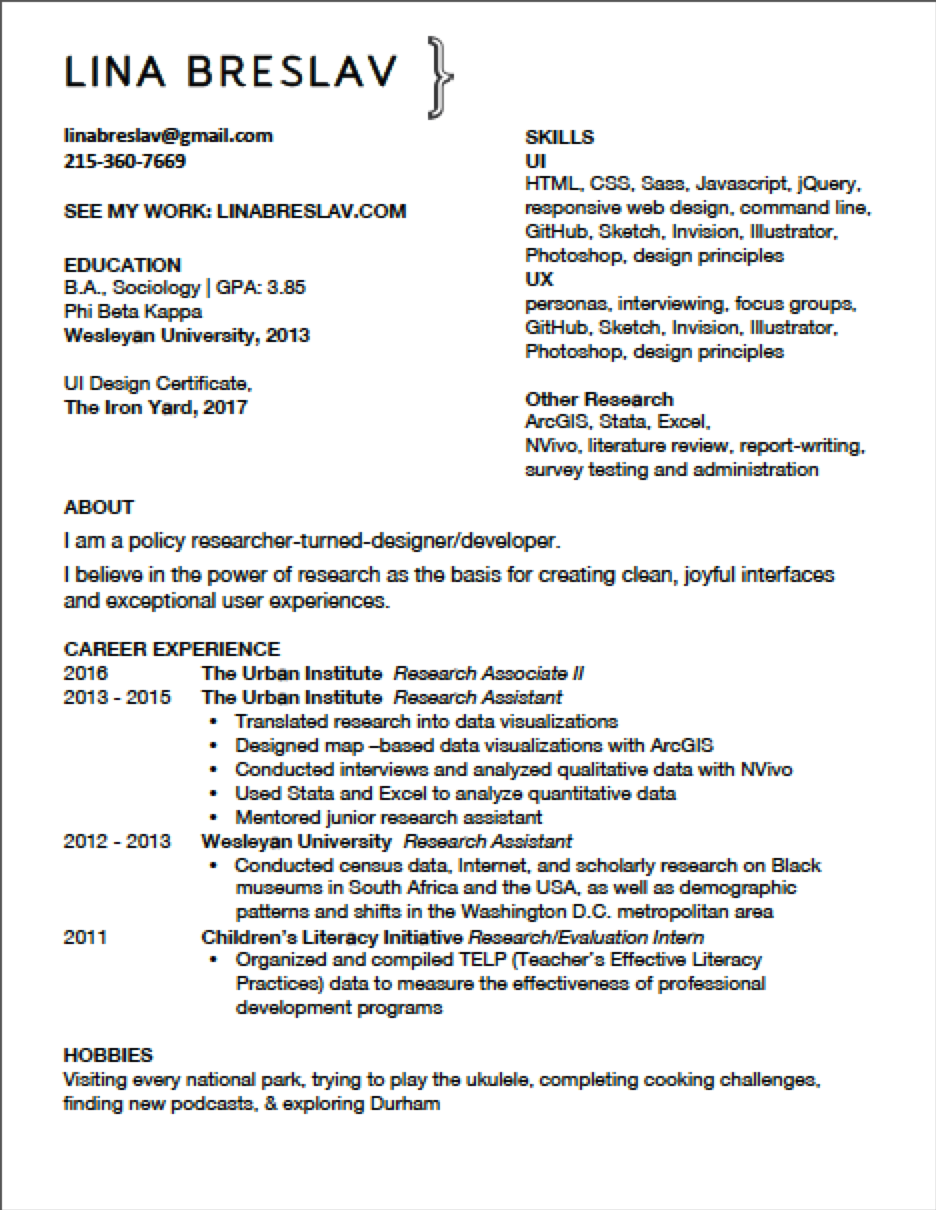 LINA BRESLAV }
linabreslav@gmail.com
215-360-7669
SEE MY WORK: LINABRESLAV.COM
EDUCATION
B.A., Sociology | GPA: 3.85
Phi Beta Kappa
Wesleyan University, 2013
UI Design Certificate,
The Iron Yard, 2017
SKILLS
UI
HTML, CSS, Sass, Javascript, jQuery,
responsive web design, command line,
GitHub, Sketch, Invision, Illustrator,
Photoshop, design principles
UX
personas, interviewing, focus groups,
GitHub, Sketch, Invision, Illustrator,
Photoshop, design principles
Other Research
ArcGIS, Stata, Excel,
NVivo, literature review, report-writing,
survey testing and administration
ABOUT
I am a policy researcher-turned-designer/developer.
I believe in the power of research as the basis for creating clean, joyful interfaces
and exceptional user experiences.
CAREER EXPERIENCE
2016 The Urban Institute Research Associate II
2013 - 2015 The Urban Institute Research Assistant
• Translated research into data visualizations
• Designed map –based data visualizations with ArcGIS
• Conducted interviews and analyzed qualitative data with NVivo
• Used Stata and Excel to analyze quantitative data
• Mentored junior research assistant
2012 - 2013 Wesleyan University Research Assistant
• Conducted census data, Internet, and scholarly research on Black
museums in South Africa and the USA, as well as demographic
patterns and shifts in the Washington D.C. metropolitan area
2011 Children's Literacy Initiative Research/Evaluation Intern
• Organized and compiled TELP (Teacher's Effective Literacy
Practices) data to measure the effectiveness of professional
development programs
HOBBIES
Visiting every national park, trying to play the ukulele, completing cooking challenges,
finding new podcasts, & exploring Durham